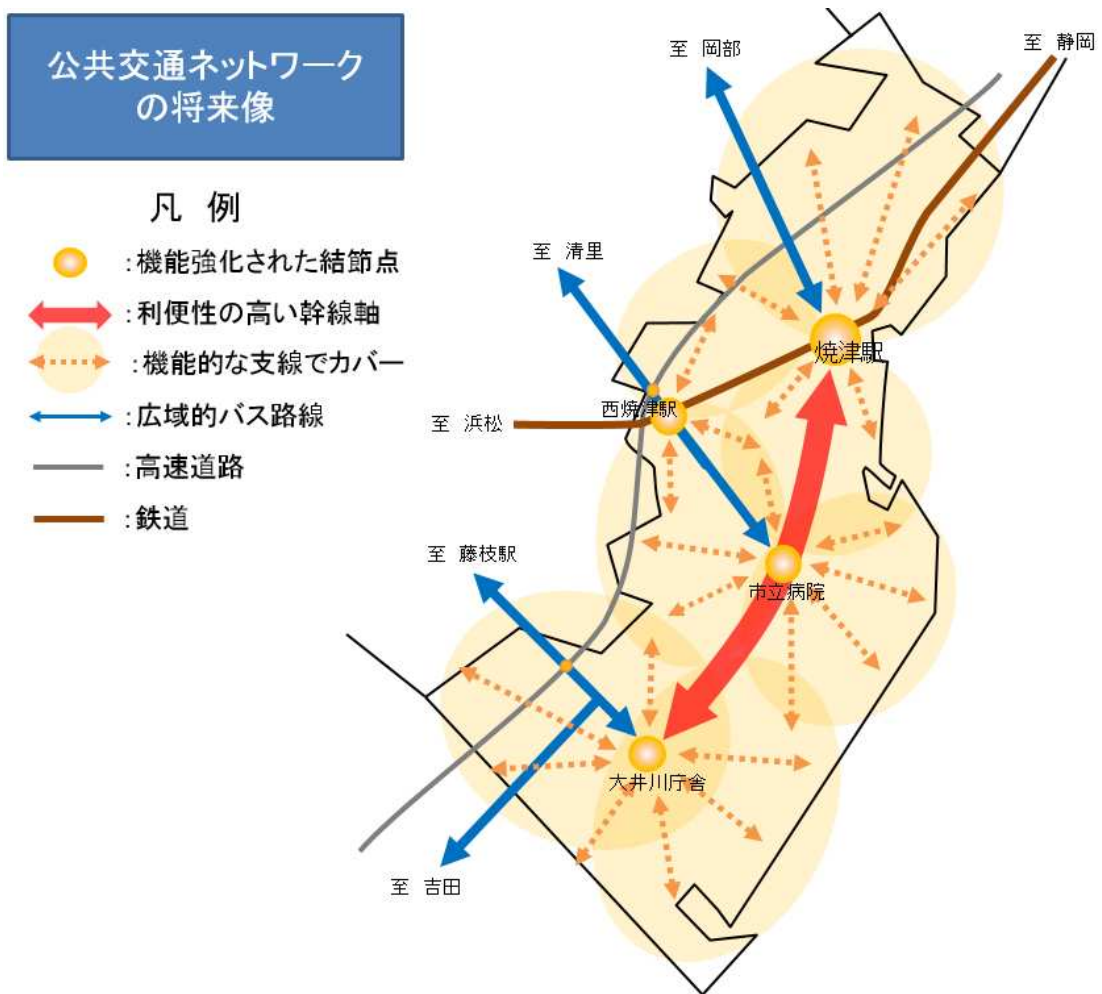 公共交通ネットワーク
の将来像
凡 例
:機能強化された結節点
:利便性の高い幹線軸
:機能的な支線でカバー
:広域的バス路線
:高速道路
:鉄道
至 岡部
至 静岡
至 清里
焼津駅
西焼津駅
至 浜松
至 藤枝駅
市立病院
大井川庁舎
至 吉田